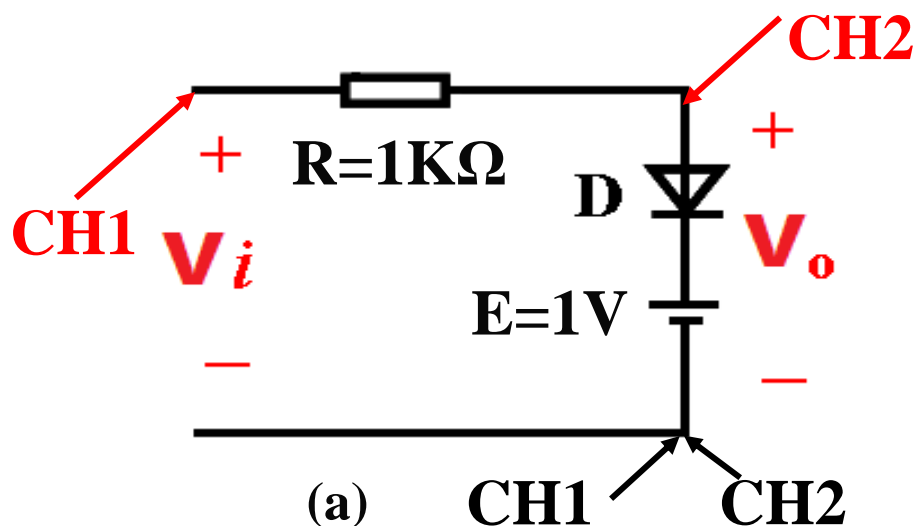 CH2
+
R=1KΩ
+
D
CH1
Vi
Vo
E=1V
−
−
(a)
CH1
CH2